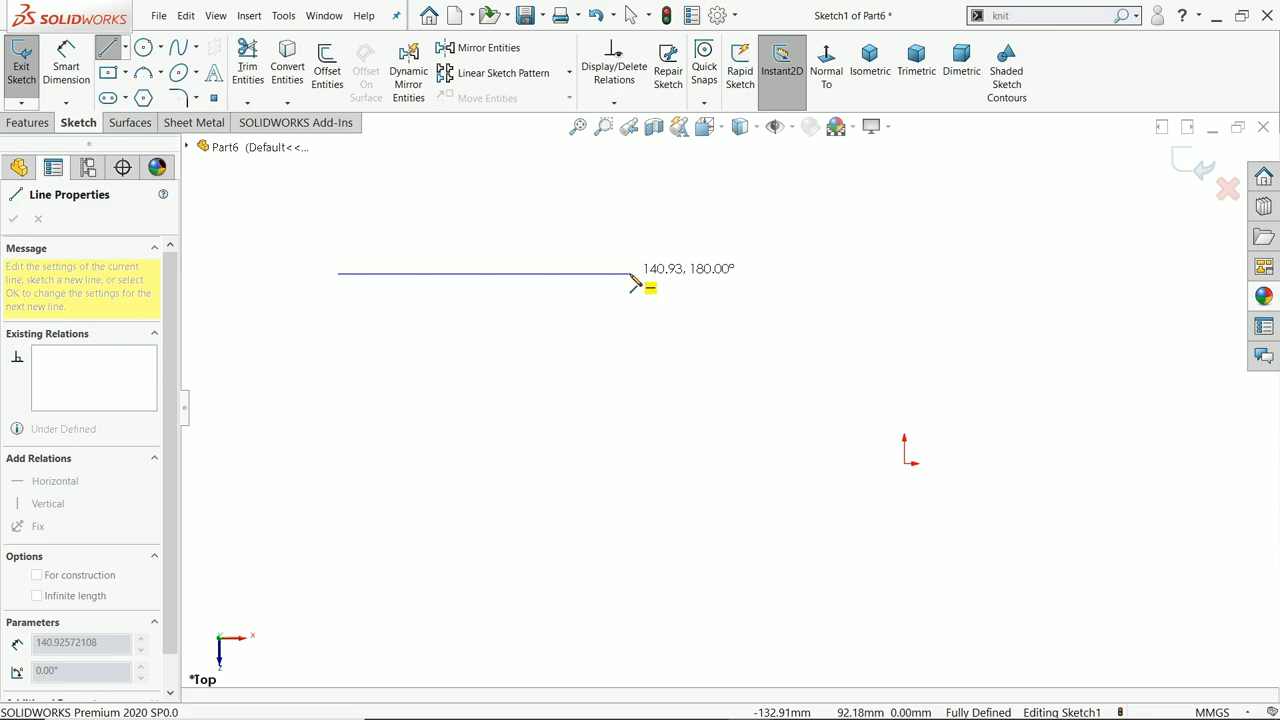 SOLIDWORKS File Edit View Insert Tools Window Help Sketch1 of Part6 * knit ?
Exit Sketch
Smart Dimension
Trim Entities
Convert Entities
Offset Entities
Offset On Surface
Dynamic Mirror Entities
Mirror Entities
Linear Sketch Pattern
Move Entities
Display/Delete Relations
Repair Sketch
Quick Snaps
Rapid Sketch
Instant2D
Normal To
Isometric
Trimetric
Dimetric
Shaded Sketch Contours
Features Sketch Surfaces Sheet Metal SOLIDWORKS Add-Ins
Part6 (Default<<...
Line Properties
Message
Edit the settings of the current
line, sketch a new line, or select
OK to change the settings for the
next new line.
Existing Relations
Under Defined
Add Relations
Horizontal
Vertical
Fix
Options
For construction
Infinite length
Parameters
140.92572108
0.00°
140.93, 180.00°
Y
X
Z
*Top
SOLIDWORKS Premium 2020 SP0.0 -132.91mm 92.18mm 0.00mm Fully Defined Editing Sketch1 MMGS